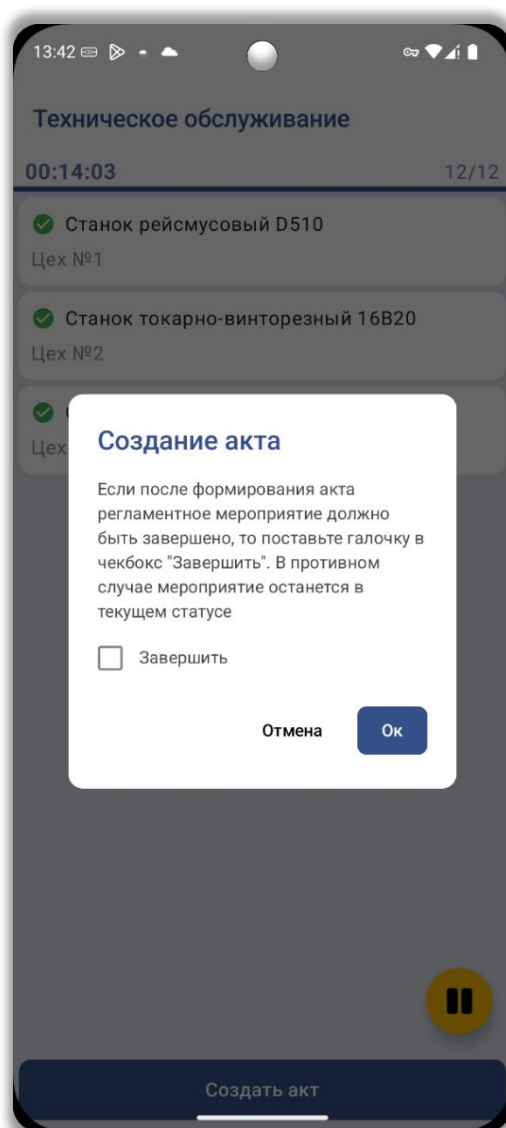 13:42
Техническое обслуживание
00:14:03
12/12
Станок рейсмусовый D510
Цех №1
Станок токарно-винторезный 16В20
Цех №2
Цех
Создание акта
Если после формирования акта
регламентное мероприятие должно
быть завершено, то поставьте галочку в
чекбокс "Завершить". В противном
случае мероприятие останется в
текущем статусе
Завершить
Отмена
Ок
Создать акт